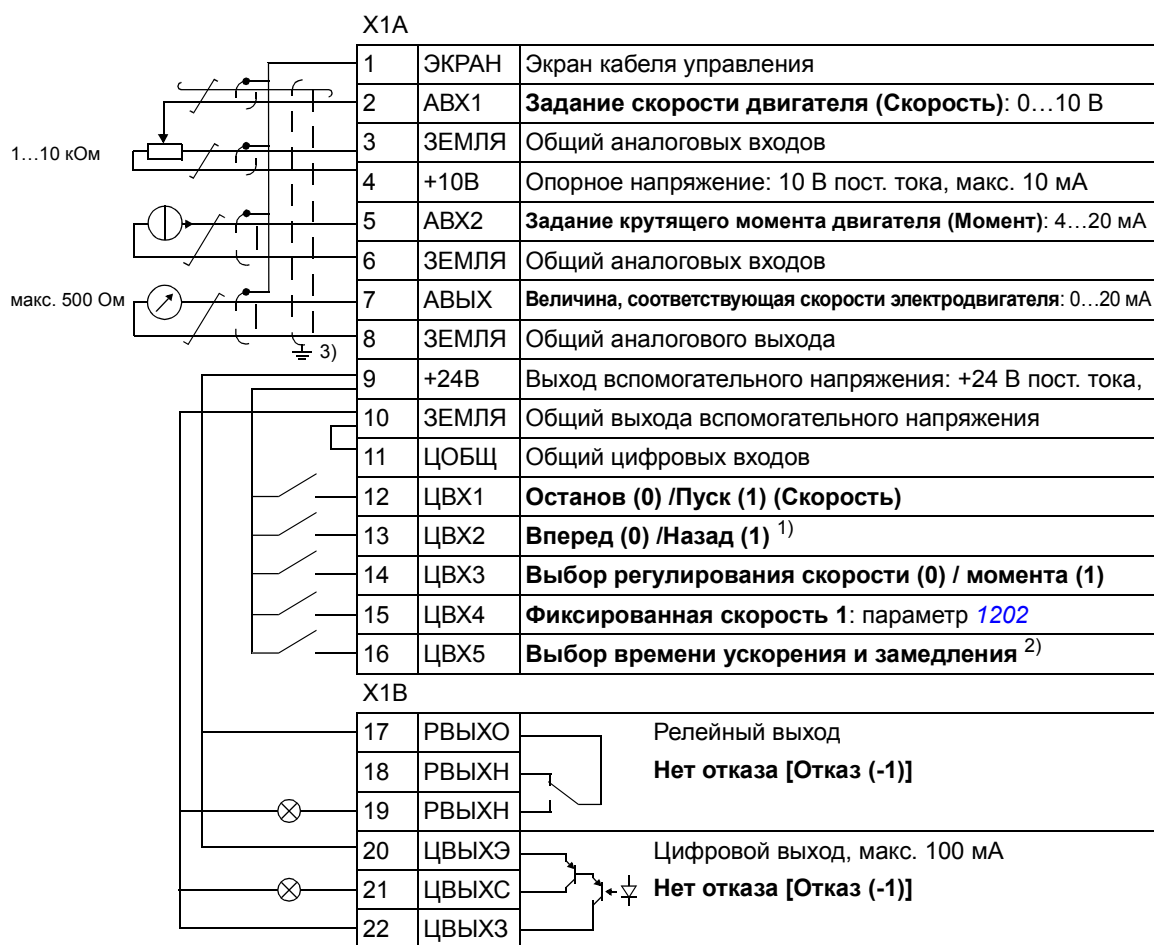 X1A
1 ЭКРАН Экран кабеля управления
2 АВХ1 Задание скорости двигателя (Скорость): 0…10 В
3 ЗЕМЛЯ Общий аналоговых входов
1…10 кОм
4 +10В Опорное напряжение: 10 В пост. тока, макс. 10 мА
5 АВХ2 Задание крутящего момента двигателя (Момент): 4…20 мА
6 ЗЕМЛЯ Общий аналоговых входов
макс. 500 Ом
7 АВЫХ Величина, соответствующая скорости электродвигателя: 0…20 мА
8 ЗЕМЛЯ Общий аналогового выхода
3)
9 +24В Выход вспомогательного напряжения: +24 В пост. тока,
10 ЗЕМЛЯ Общий выхода вспомогательного напряжения
11 ЦОБЩ Общий цифровых входов
12 ЦВХ1 Останов (0) /Пуск (1) (Скорость)
13 ЦВХ2 Вперед (0) /Назад (1) 1)
14 ЦВХ3 Выбор регулирования скорости (0) / момента (1)
15 ЦВХ4 Фиксированная скорость 1: параметр 1202
16 ЦВХ5 Выбор времени ускорения и замедления 2)
X1B
17 РВЫХО Релейный выход
18 РВЫХН Нет отказа [Отказ (-1)]
19 РВЫХН
20 ЦВЫХЭ Цифровой выход, макс. 100 мА
21 ЦВЫХС Нет отказа [Отказ (-1)]
22 ЦВЫХЗ